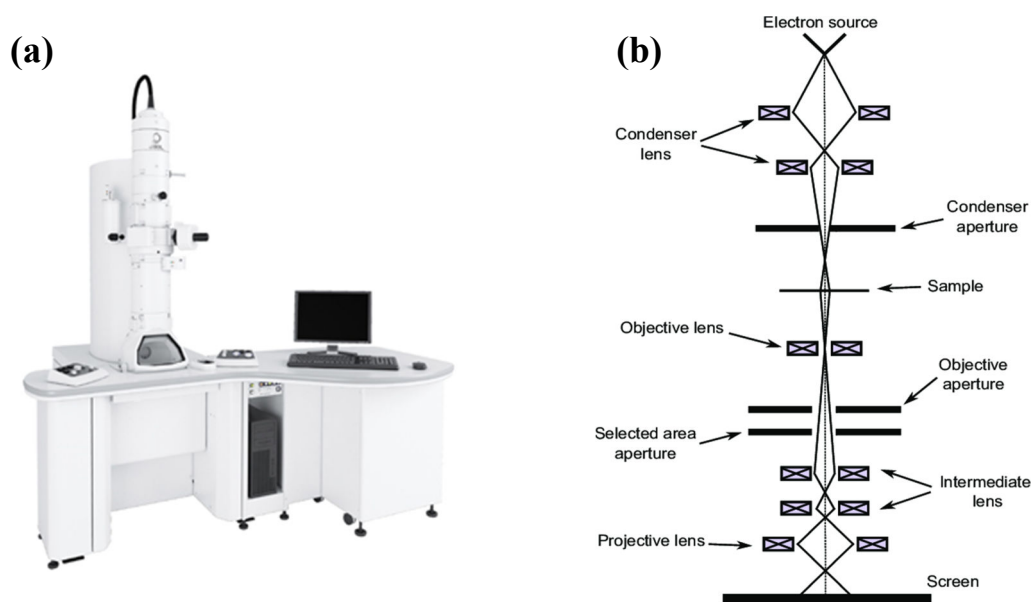 (a)
(b)
Electron source
Condenser
lens
Condenser
aperture
Sample
Objective lens
Objective
aperture
Selected area
aperture
Intermediate
lens
Projective lens
Screen